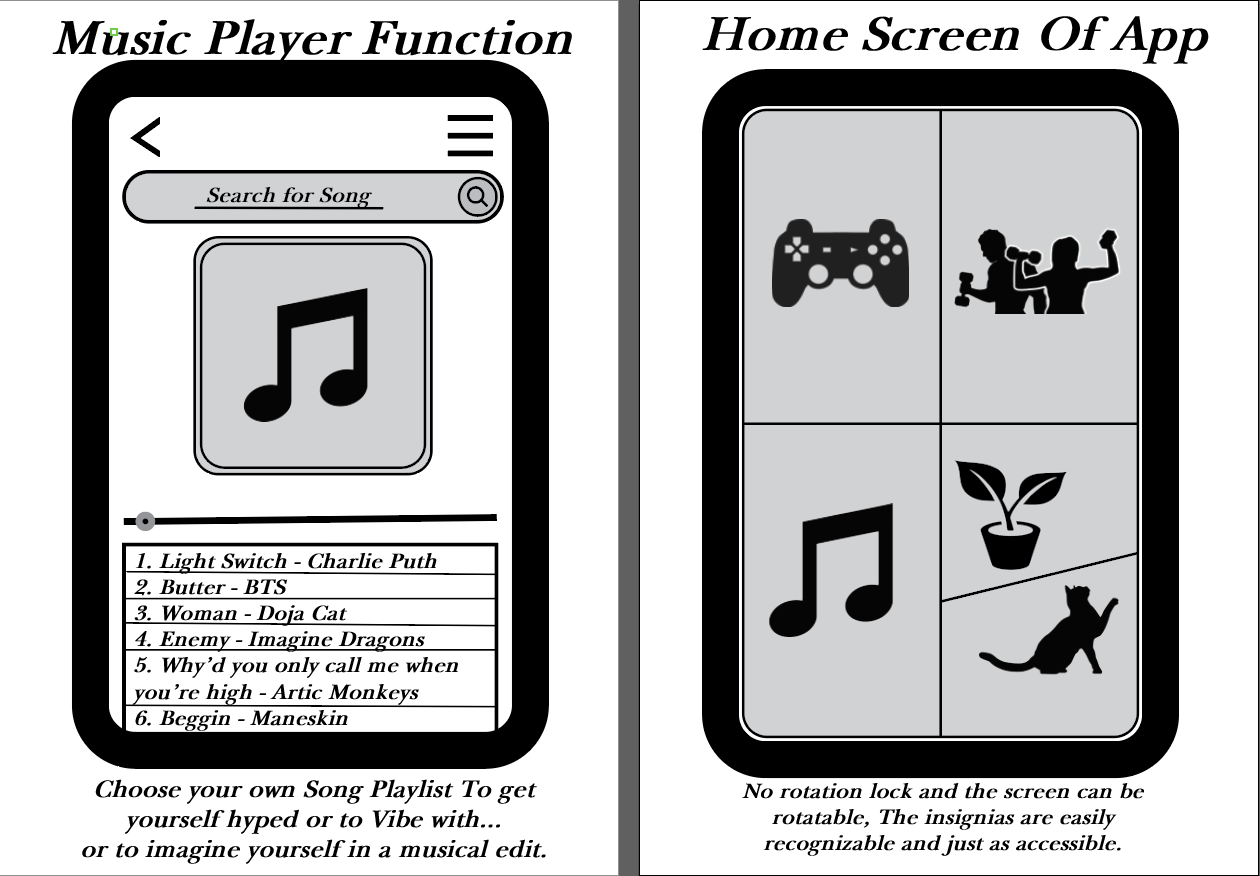 Music Player Function
Search for Song
1. Light Switch - Charlie Puth
2. Butter - BTS
3. Woman - Doja Cat
4. Enemy - Imagine Dragons
5. Why’d you only call me when
you’re high - Artic Monkeys
6. Beggin - Maneskin
Choose your own Song Playlist To get
yourself hyped or to Vibe with...
or to imagine yourself in a musical edit.
Home Screen Of App
No rotation lock and the screen can be
rotatable, The insignias are easily
recognizable and just as accessible.